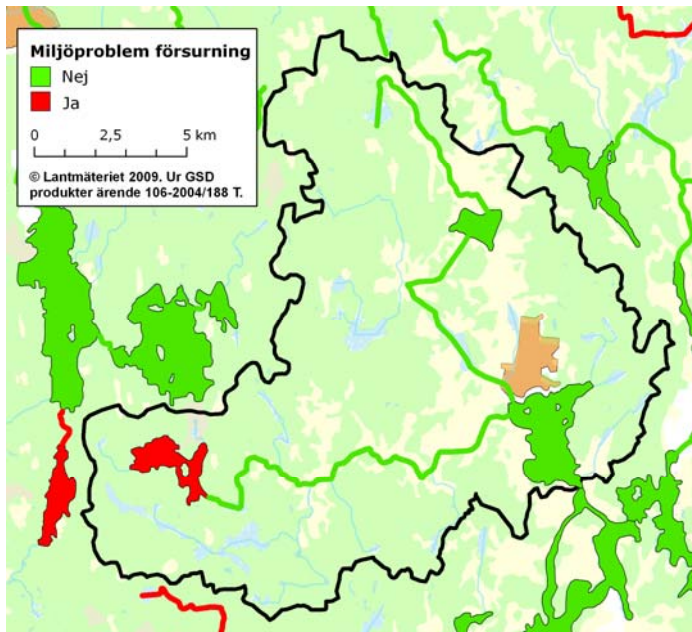 Miljöproblem försurning
Nej
Ja
0 2,5 5 km
© Lantmäteriet 2009. Ur GSD
produkter ärende 106-2004/188 T.